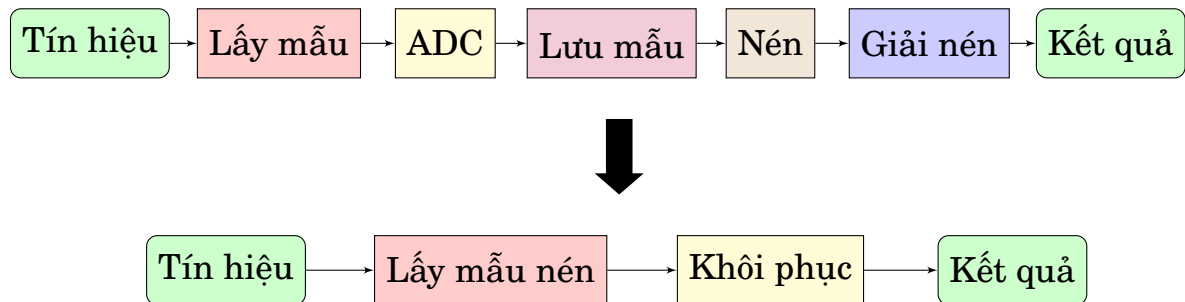 Tín hiệu Lấy mẫu ADC Lưu mẫu Nén Giải nén Kết quả
Tín hiệu Lấy mẫu nén Khôi phục Kết quả